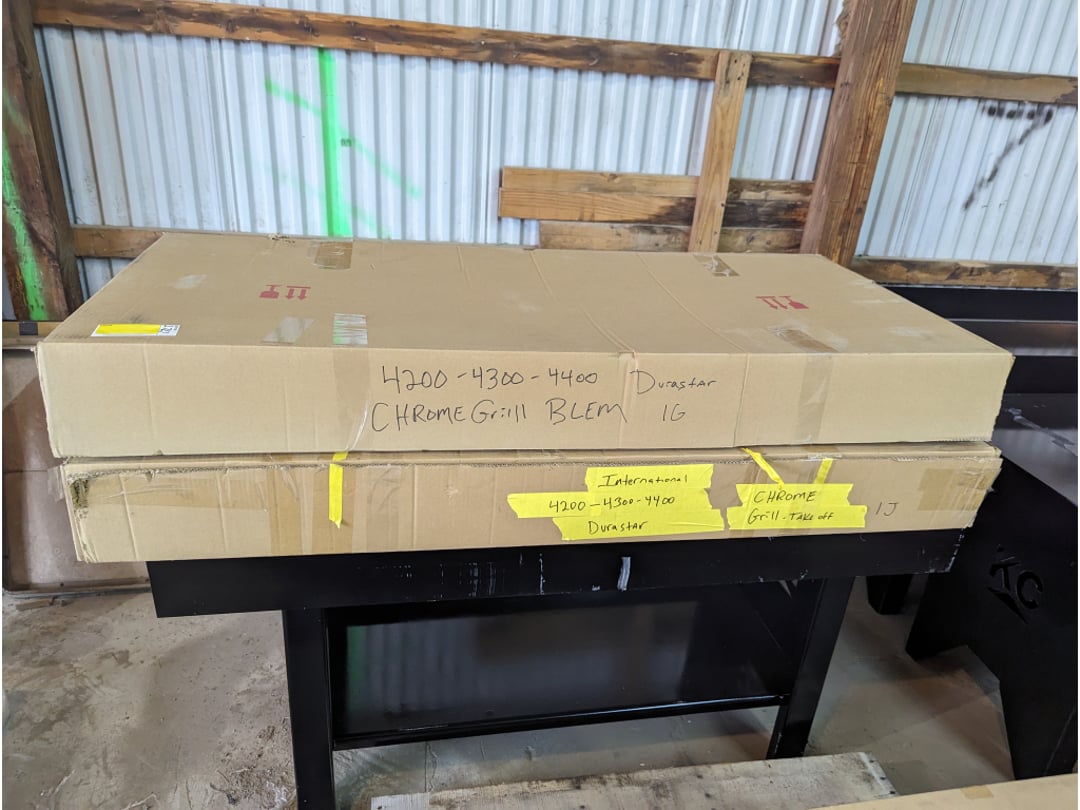 4200 - 4300 - 4400 Durastar
CHROME Grill BLEM 1G
International
4200 - 4300 - 4400
Durastar
CHROME
Grill - TAKE off
1J